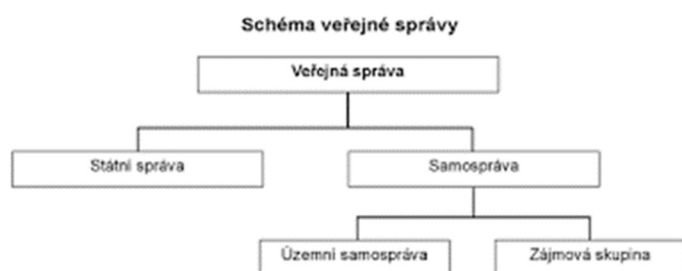 Schéma veřejné správy
Veřejná správa
Státní správa
Samospráva
Územní samospráva
Zájmová skupina